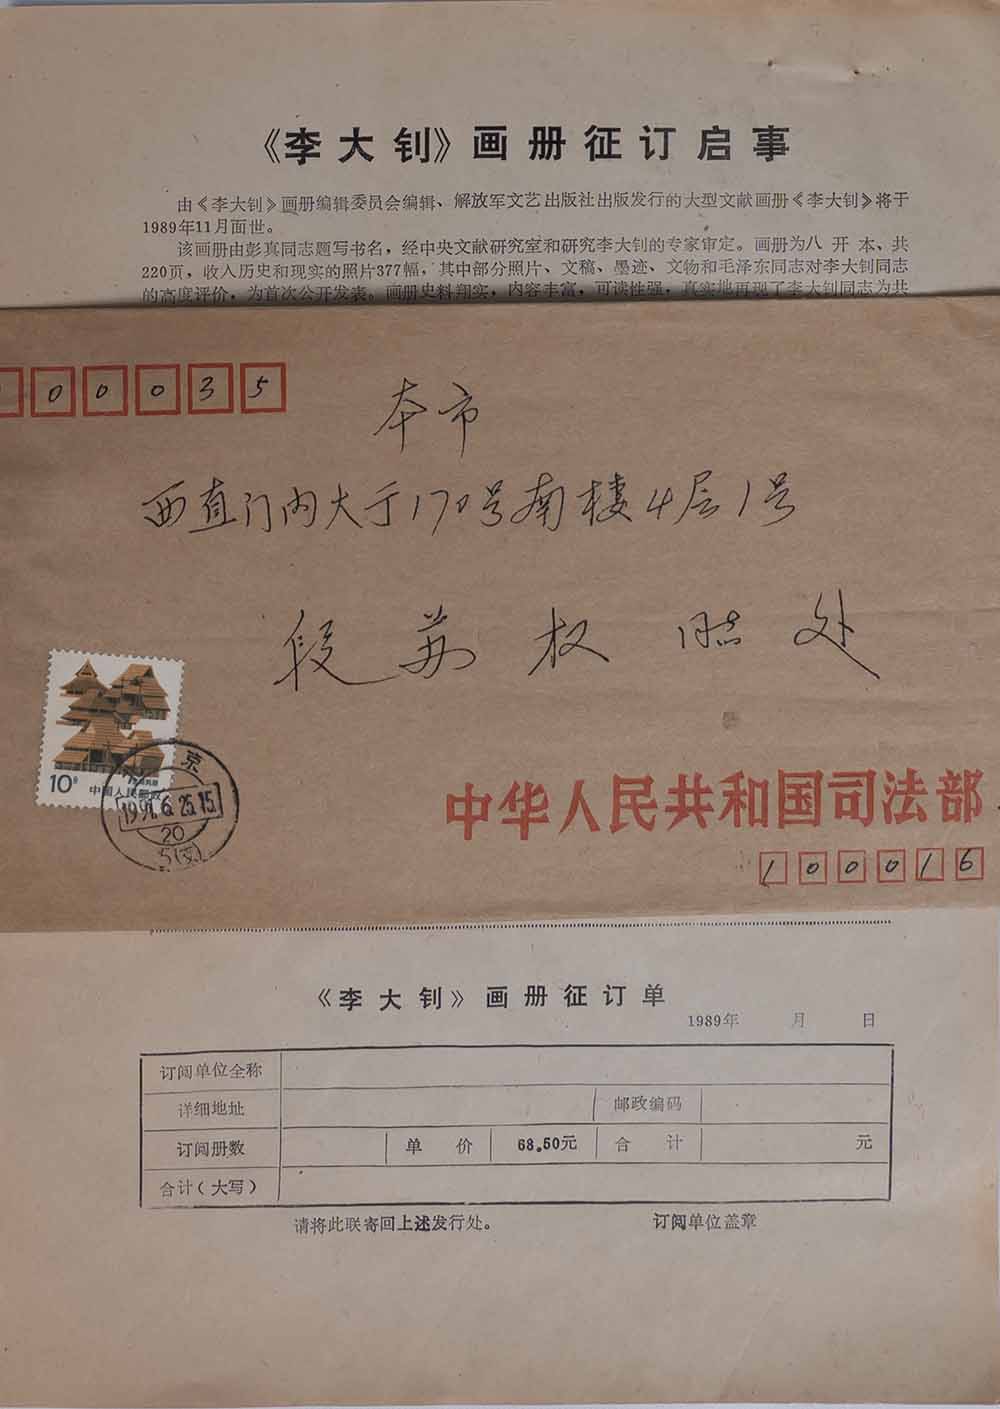 《李大钊》画册征订启事
由《李大钊》画册编辑委员会编辑、解放军文艺出版社出版发行的大型文献画册《李大钊》将于
1989年11月面世。
该画册由彭真同志题写书名，经中央文献研究室和研究李大钊的专家审定。画册为八开本、共
220页，收入历史和现实的照片377幅，其中部分照片、文稿、墨迹、文物和毛泽东同志对李大钊同志
的高度评价，为首次公开发表。画册史料翔实，内容丰富，可读性强，真实地再现了李大钊同志为共
00035
本市
西直门内大于170号南楼4层1号
段苏权 同志处
10分
中国人民邮政
京
1991.6.25.15
20
5(支)
中华人民共和国司法部
100016
《李大钊》画册征订单
1989年 月 日
订阅单位全称
详细地址 邮政编码
订阅册数 单价 68.50元 合计 元
合计(大写)
请将此联寄回上述发行处。 订阅单位盖章